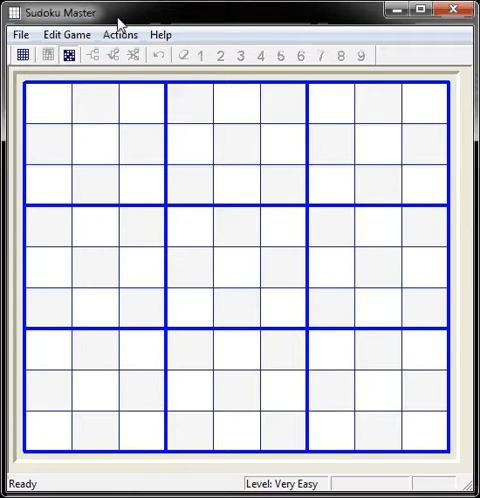 Sudoku Master
File Edit Game Actions Help
1 2 3 4 5 6 7 8 9
Ready Level: Very Easy